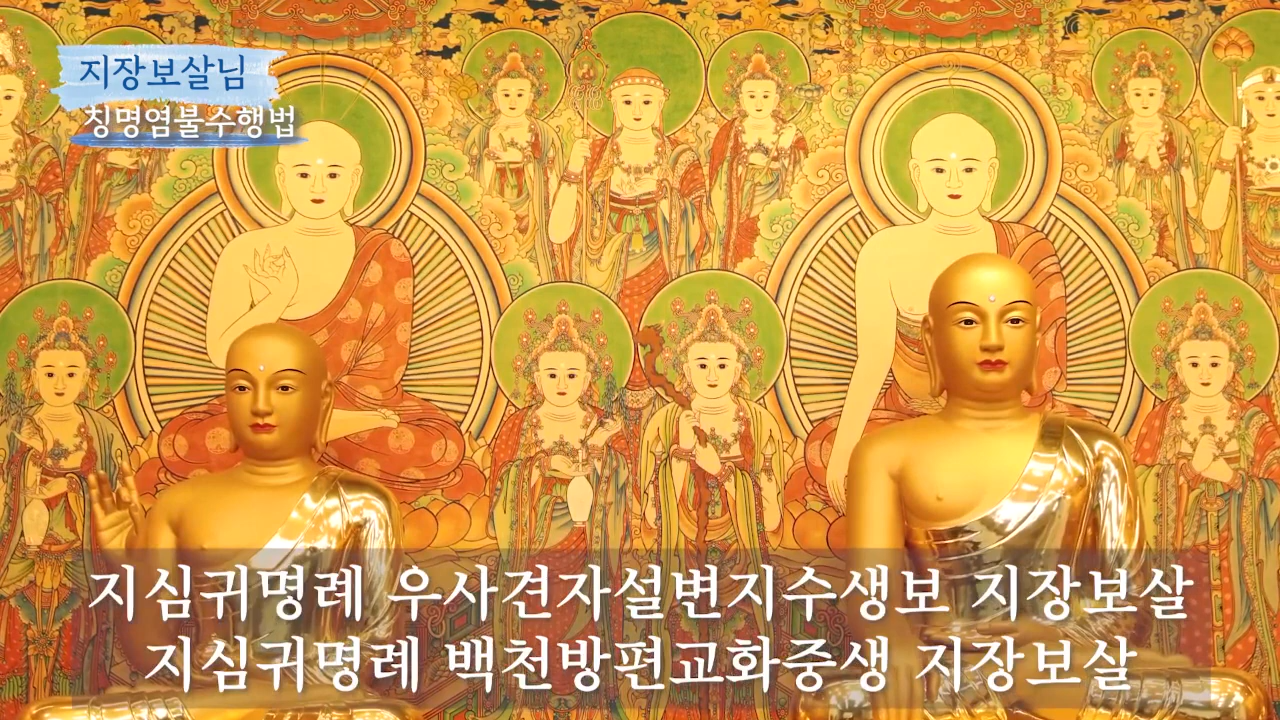 지장보살님
칭명염불수행법
지심귀명례 우사견자설변지수생보 지장보살
지심귀명례 백천방편교화중생 지장보살